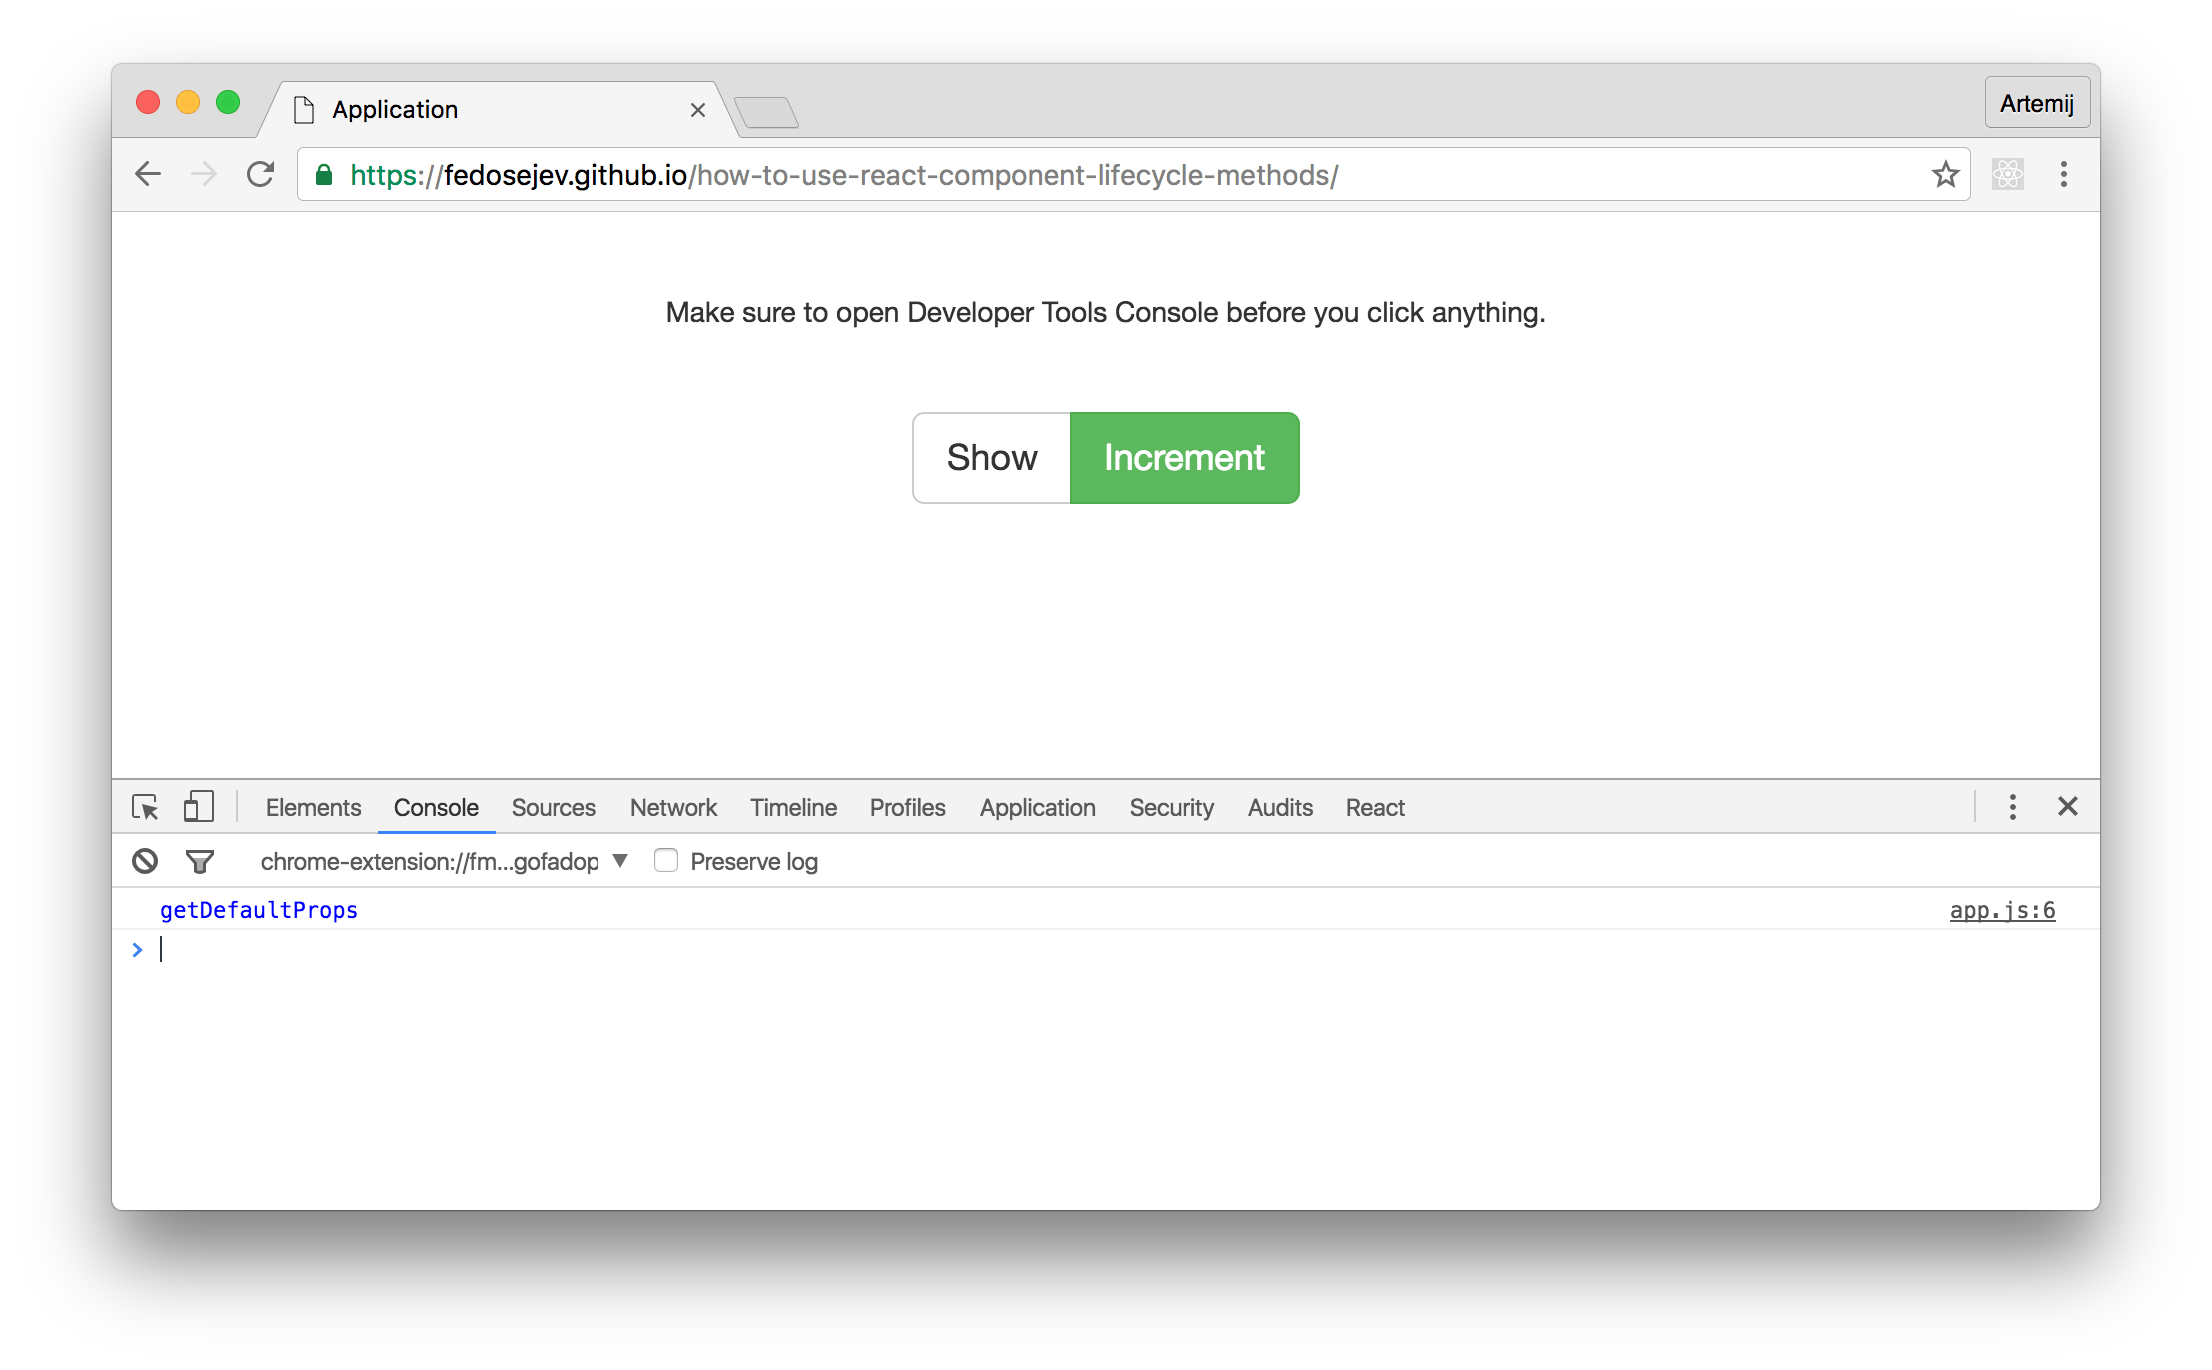 Application
Artemij
https://fedosejev.github.io/how-to-use-react-component-lifecycle-methods/
Make sure to open Developer Tools Console before you click anything.
Show Increment
Elements Console Sources Network Timeline Profiles Application Security Audits React
chrome-extension://fm...gofadop ▼ Preserve log
getDefaultProps app.js:6
>